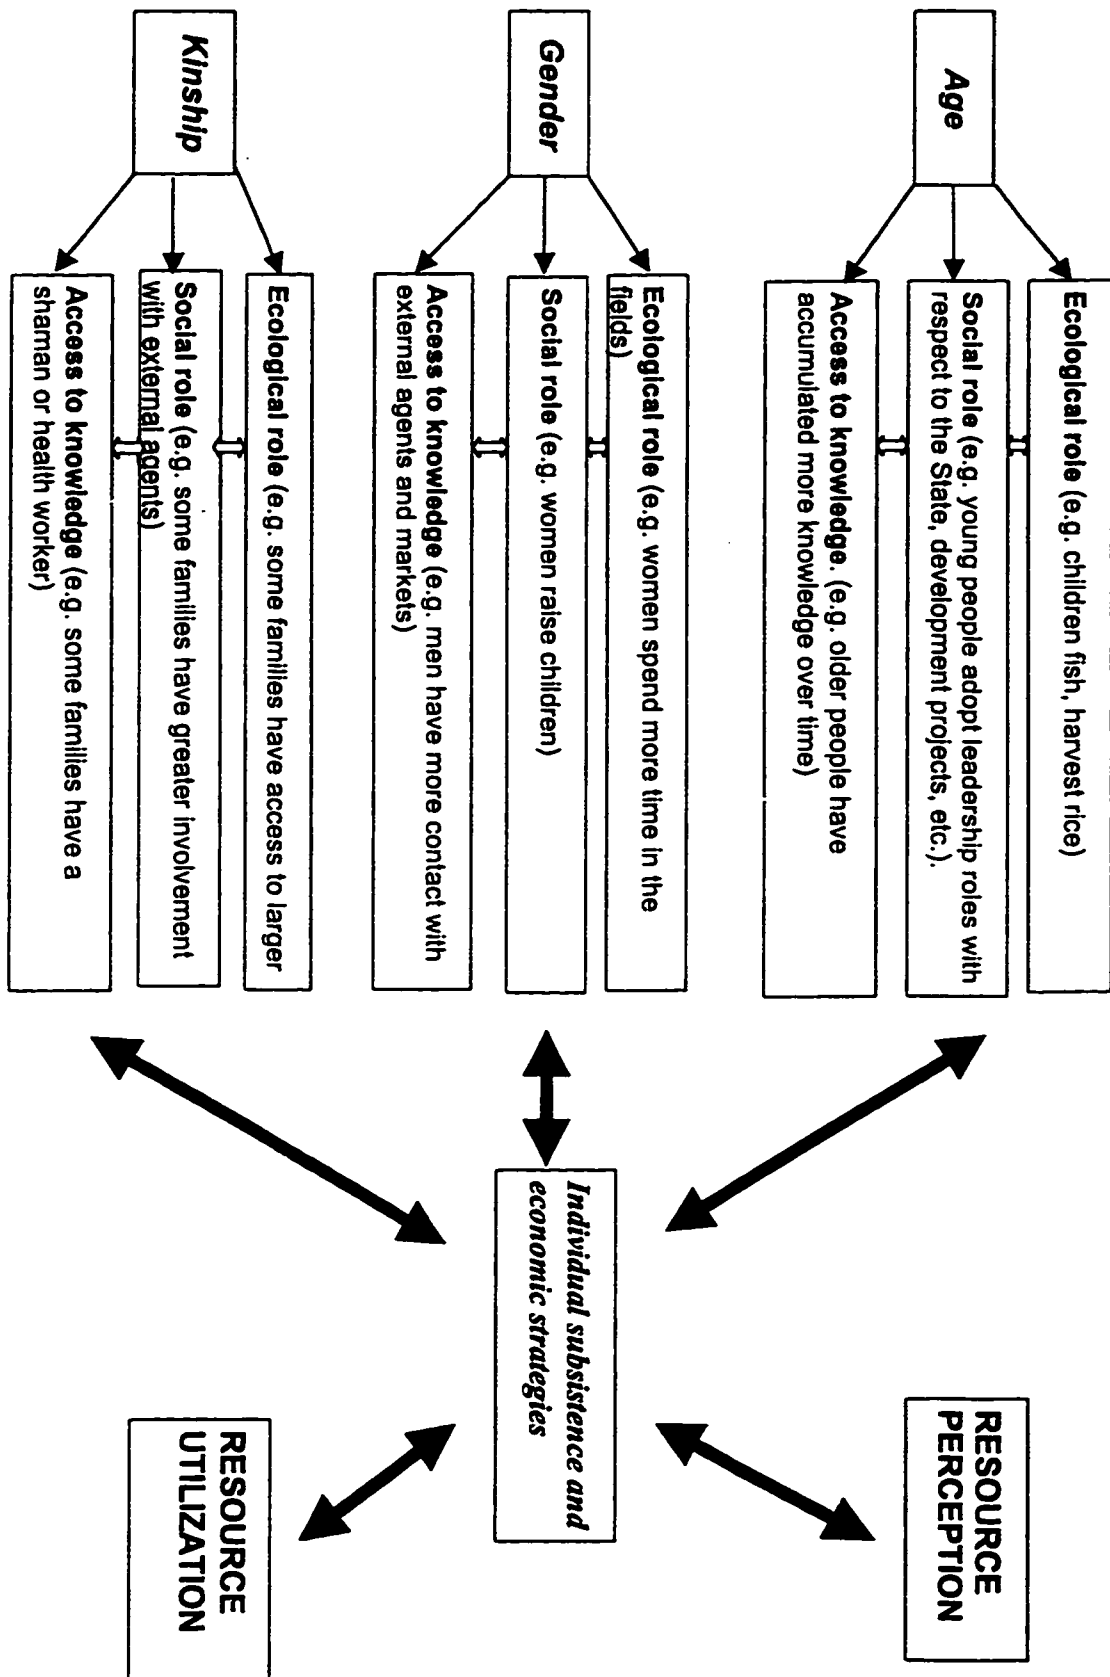 Age
Ecological role (e.g. children fish, harvest rice)
Social role (e.g. young people adopt leadership roles with
respect to the State, development projects, etc.).
Access to knowledge. (e.g. older people have
accumulated more knowledge over time)
Gender
Ecological role (e.g. women spend more time in the
fields)
Social role (e.g. women raise children)
Access to knowledge (e.g. men have more contact with
external agents and markets)
Kinship
Ecological role (e.g. some families have access to larger
Social role (e.g. some families have greater involvement
with external agents)
Access to knowledge (e.g. some families have a
shaman or health worker)
Individual subsistence and
economic strategies
RESOURCE
PERCEPTION
RESOURCE
UTILIZATION